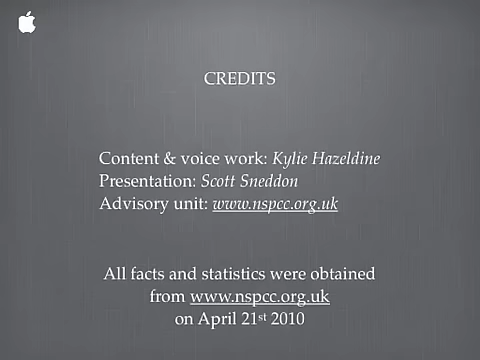 CREDITS
Content & voice work: Kylie Hazeldine
Presentation: Scott Sneddon
Advisory unit: www.nspcc.org.uk
All facts and statistics were obtained
from www.nspcc.org.uk
on April 21st 2010